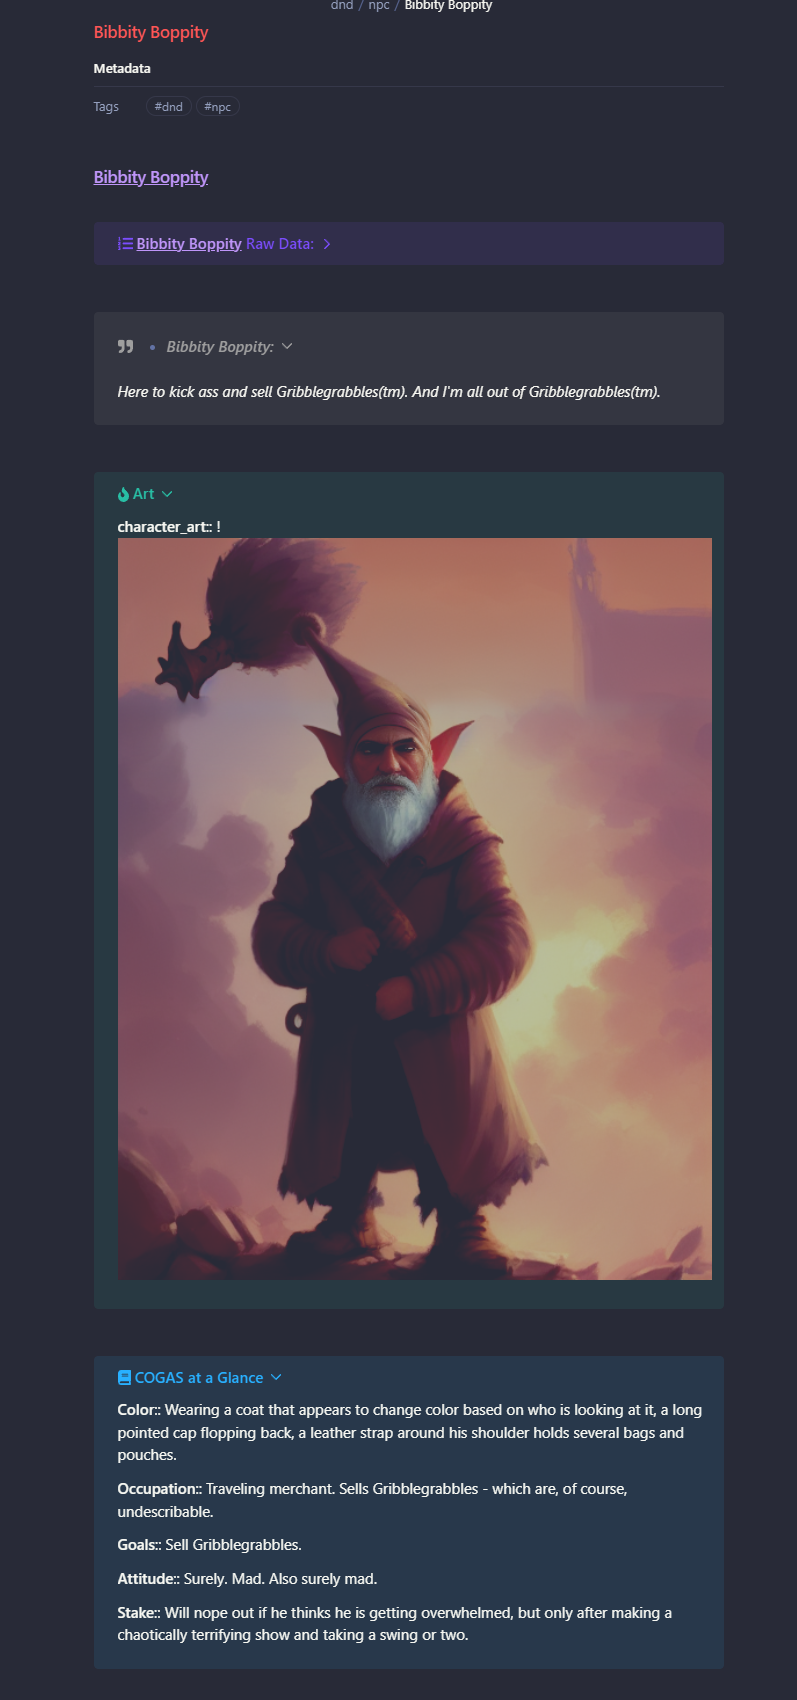 dnd / npc / Bibbity Boppity
Bibbity Boppity
Metadata
Tags #dnd #npc
Bibbity Boppity
Bibbity Boppity Raw Data:
Bibbity Boppity:
Here to kick ass and sell Gribblegrabbles(tm). And I'm all out of Gribblegrabbles(tm).
Art
character_art:: !
COGAS at a Glance
Color:: Wearing a coat that appears to change color based on who is looking at it, a long
pointed cap flopping back, a leather strap around his shoulder holds several bags and
pouches.
Occupation:: Traveling merchant. Sells Gribblegrabbles - which are, of course,
undescribable.
Goals:: Sell Gribblegrabbles.
Attitude:: Surely. Mad. Also surely mad.
Stake:: Will nope out if he thinks he is getting overwhelmed, but only after making a
chaotically terrifying show and taking a swing or two.